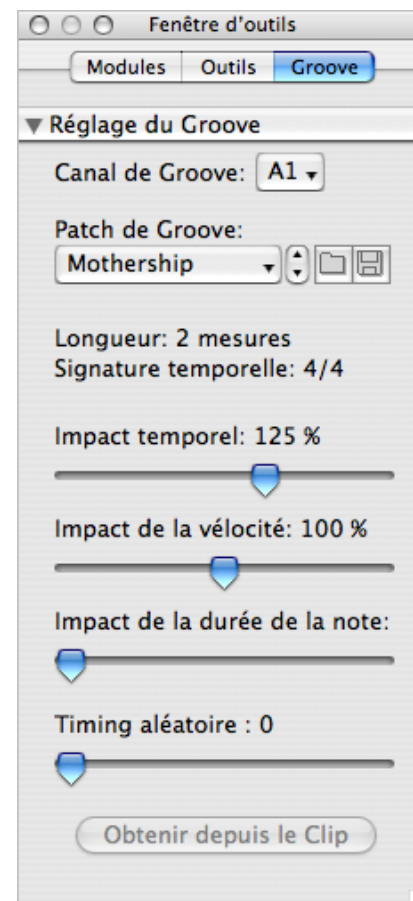 Fenêtre d'outils
Modules Outils Groove
Réglage du Groove
Canal de Groove: A1
Patch de Groove:
Mothership
Longueur: 2 mesures
Signature temporelle: 4/4
Impact temporel: 125 %
Impact de la vélocité: 100 %
Impact de la durée de la note:
Timing aléatoire : 0
Obtenir depuis le Clip